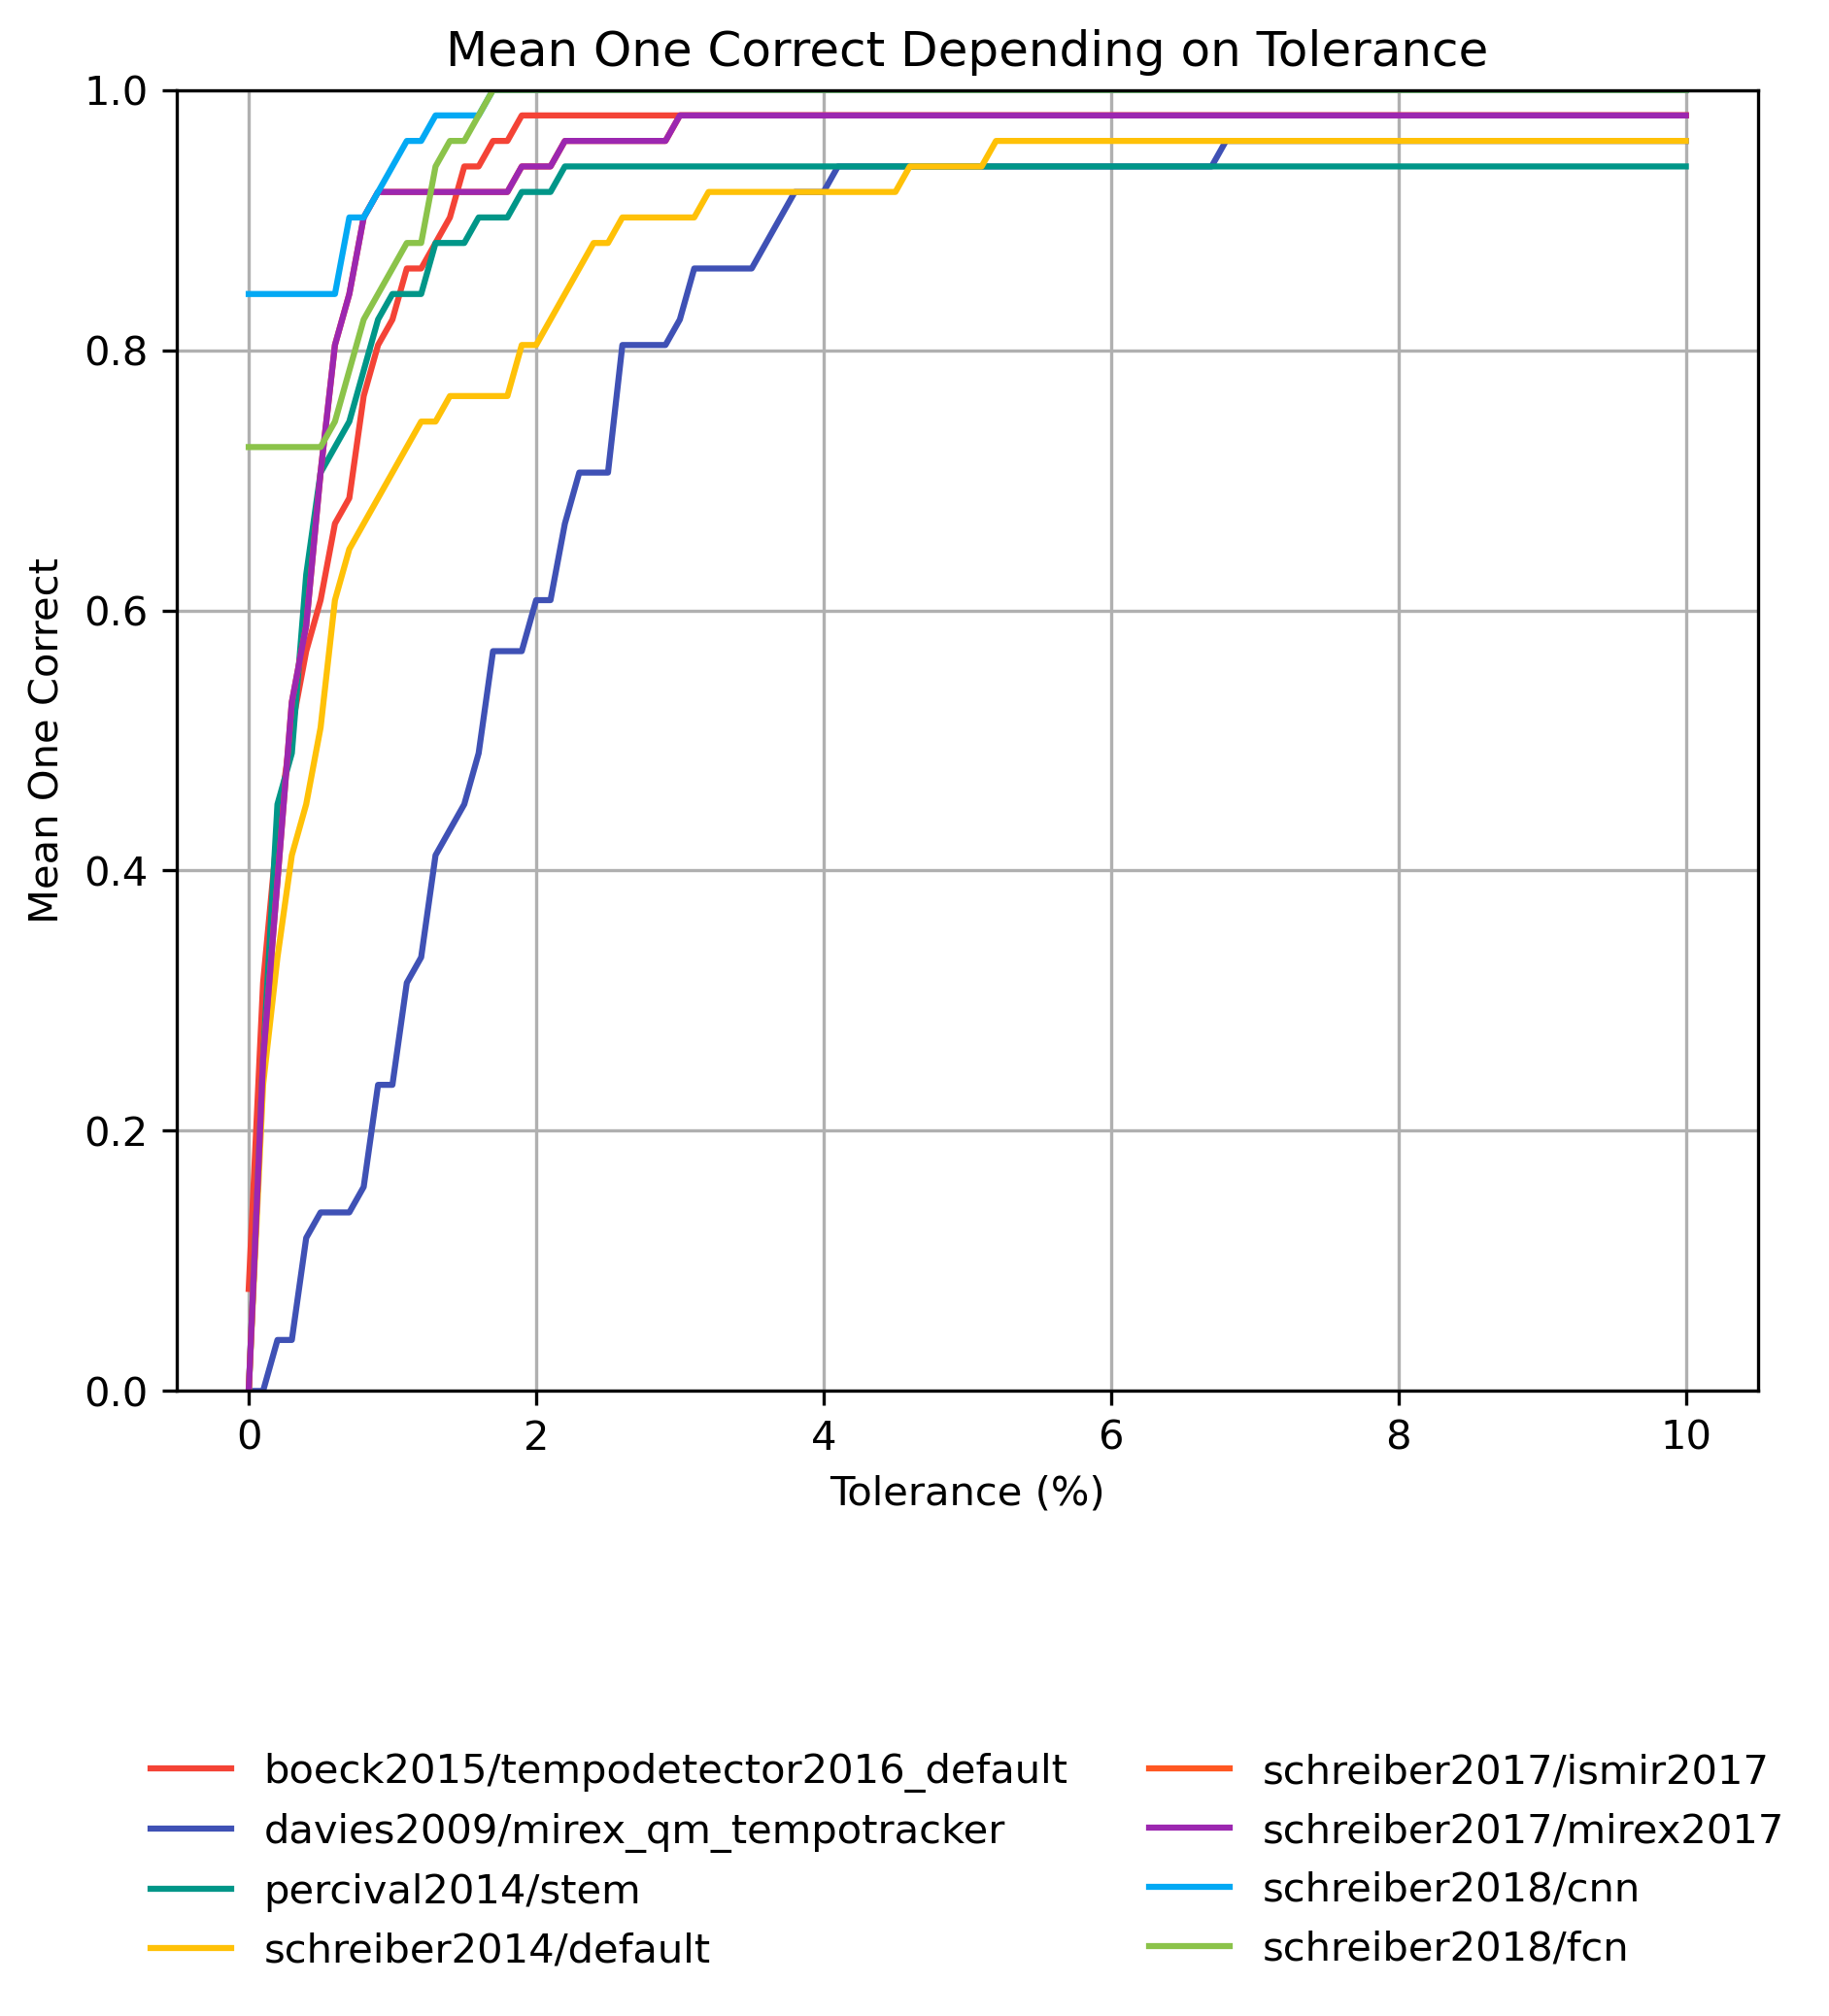 Mean One Correct Depending on Tolerance
1.0
0.8
0.6
0.4
0.2
0.0
Mean One Correct
0 2 4 6 8 10
Tolerance (%)
boeck2015/tempodetector2016_default
davies2009/mirex_qm_tempotracker
percival2014/stem
schreiber2014/default
schreiber2017/ismir2017
schreiber2017/mirex2017
schreiber2018/cnn
schreiber2018/fcn